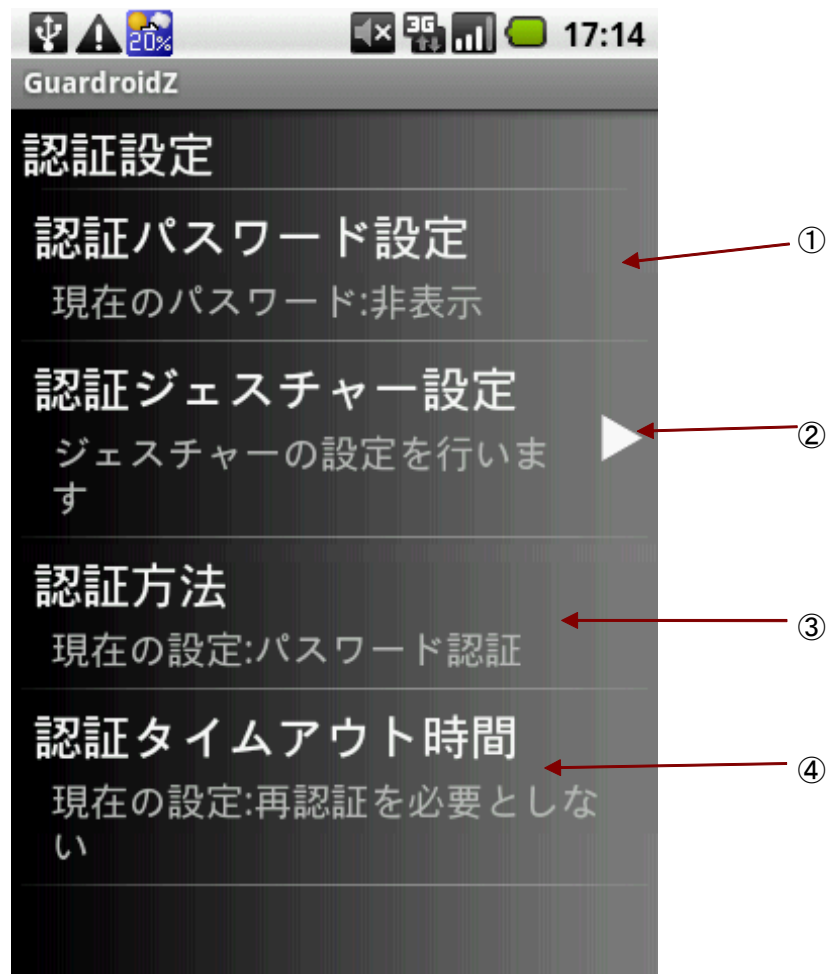 20%
3G
17:14
GuardroidZ
認証設定
認証パスワード設定
①
現在のパスワード:非表示
認証ジェスチャー設定
②
ジェスチャーの設定を行いま
す
認証方法
③
現在の設定:パスワード認証
認証タイムアウト時間
④
現在の設定:再認証を必要としな
い